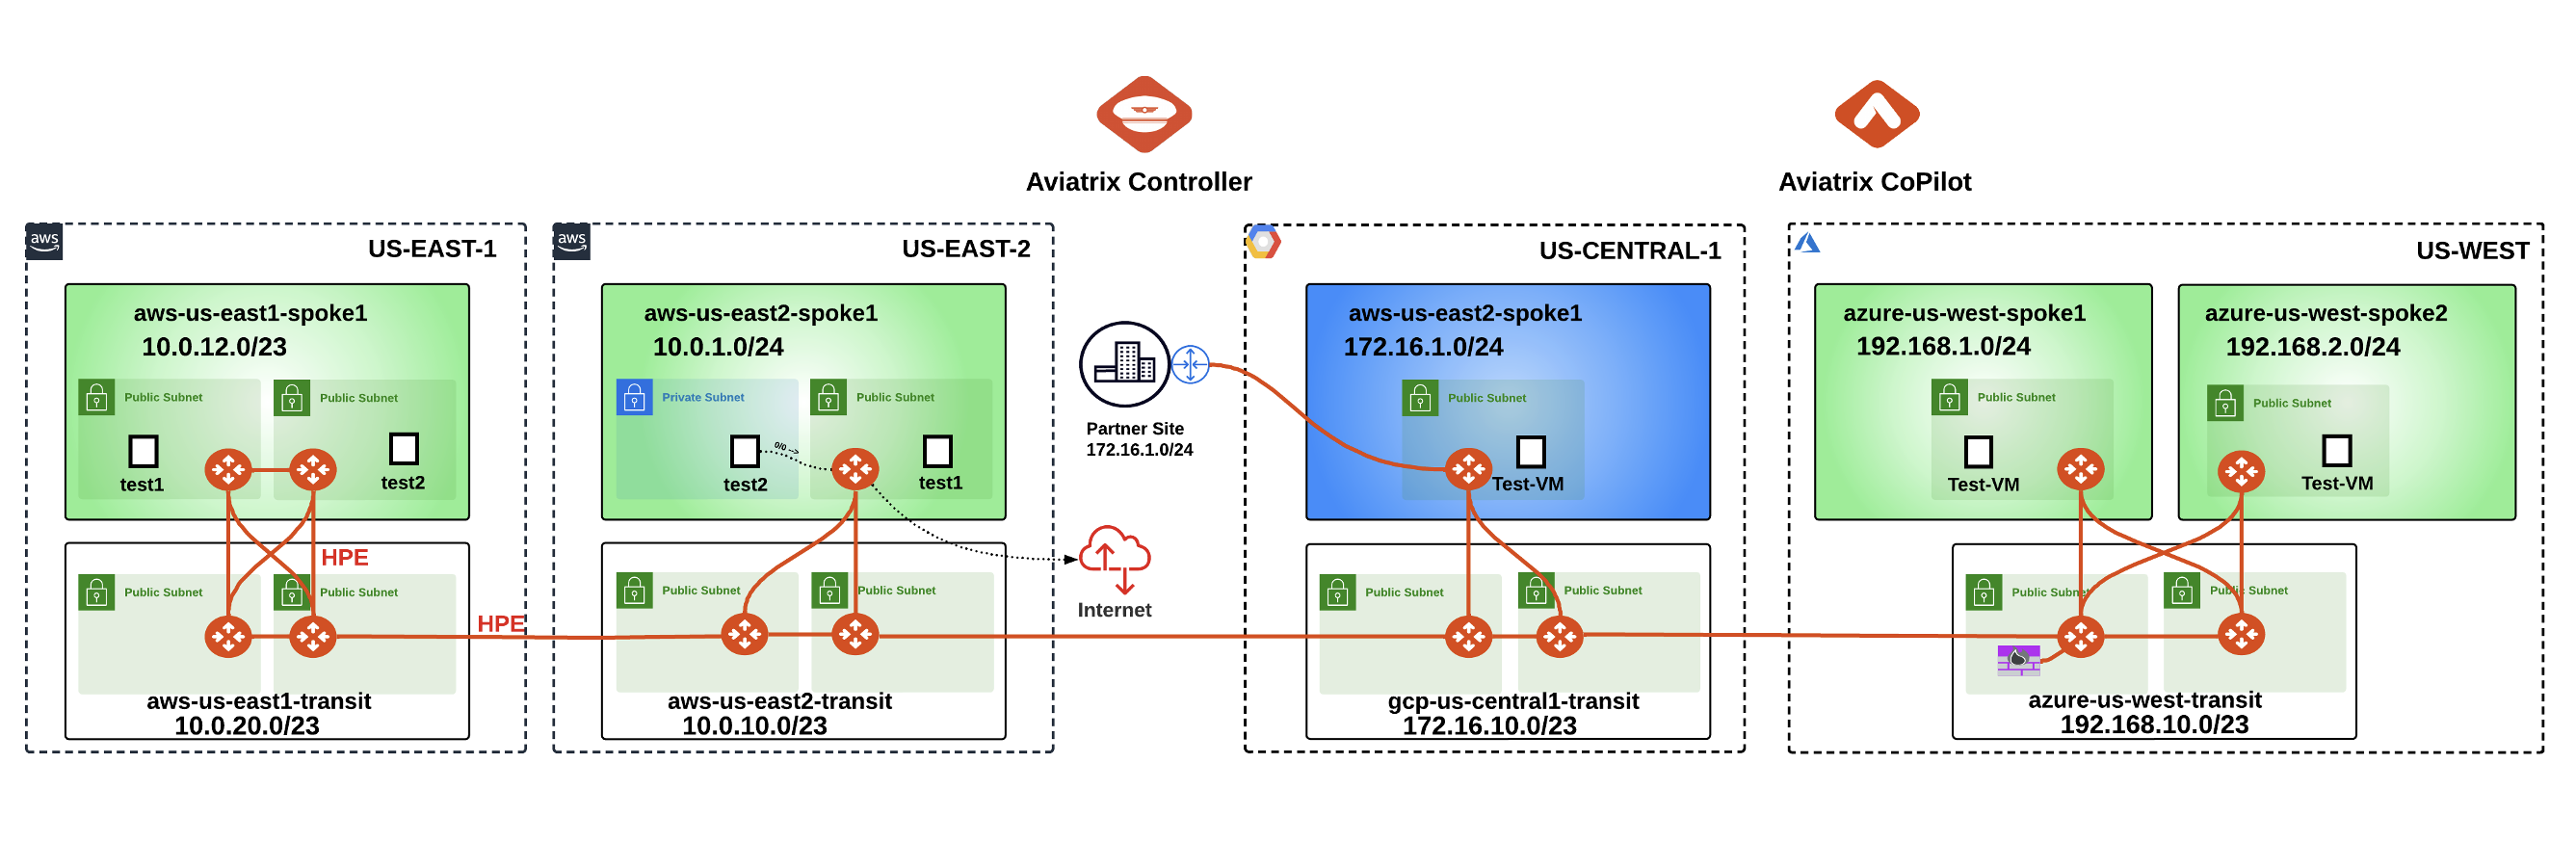 Aviatrix Controller
Aviatrix CoPilot
aws
US-EAST-1
aws-us-east1-spoke1
10.0.12.0/23
Public Subnet
Public Subnet
test1
test2
HPE
Public Subnet
Public Subnet
HPE
aws-us-east1-transit
10.0.20.0/23
aws
US-EAST-2
aws-us-east2-spoke1
10.0.1.0/24
Private Subnet
Public Subnet
0/0 -->
test2
test1
Public Subnet
Public Subnet
aws-us-east2-transit
10.0.10.0/23
Partner Site
172.16.1.0/24
Internet
US-CENTRAL-1
aws-us-east2-spoke1
172.16.1.0/24
Public Subnet
Test-VM
Public Subnet
Public Subnet
gcp-us-central1-transit
172.16.10.0/23
US-WEST
azure-us-west-spoke1
192.168.1.0/24
Public Subnet
Test-VM
azure-us-west-spoke2
192.168.2.0/24
Public Subnet
Test-VM
Public Subnet
Public Subnet
azure-us-west-transit
192.168.10.0/23